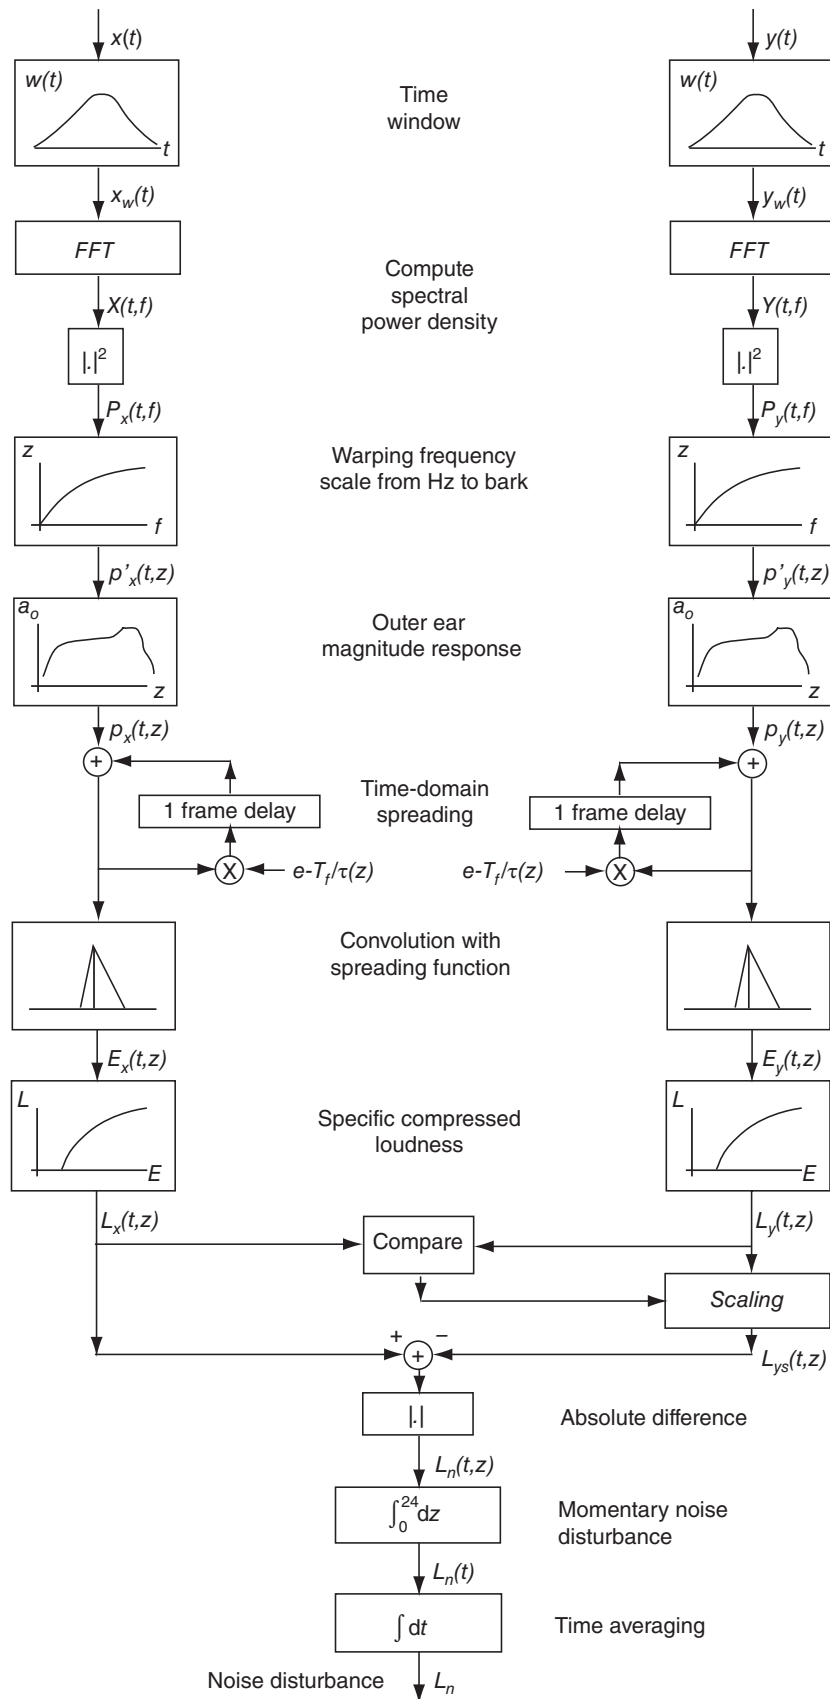 x(t) y(t)
w(t) t Time window w(t) t
x_w(t) y_w(t)
FFT FFT
Compute
spectral
power density
X(t,f) Y(t,f)
|.|² |.|²
P_x(t,f) P_y(t,f)
z f z f
Warping frequency
scale from Hz to bark
p'_x(t,z) p'_y(t,z)
a_o z a_o z
Outer ear
magnitude response
p_x(t,z) p_y(t,z)
+ +
Time-domain
spreading
1 frame delay 1 frame delay
X e-T_f/τ(z) e-T_f/τ(z) X
Convolution with
spreading function
E_x(t,z) E_y(t,z)
L E L E
Specific compressed
loudness
L_x(t,z) L_y(t,z)
Compare
Scaling
+ −
+
L_ys(t,z)
|.| Absolute difference
L_n(t,z)
∫_0^24 dz Momentary noise
disturbance
L_n(t)
∫ dt Time averaging
Noise disturbance L_n